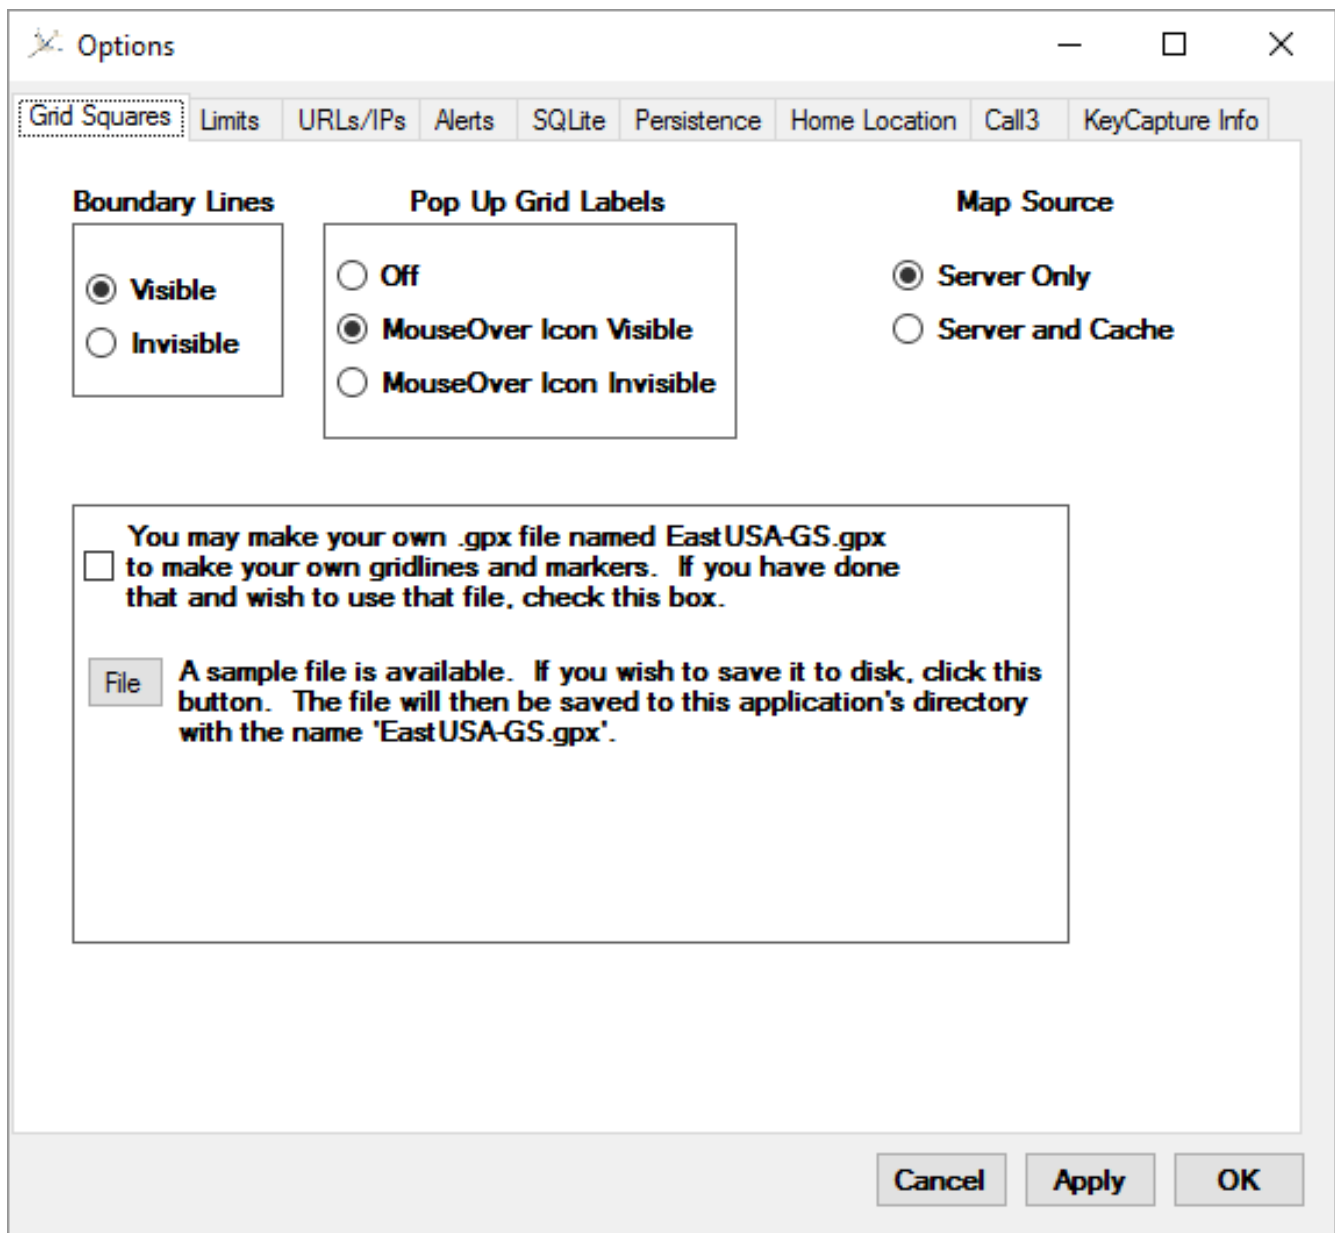 Options
Grid Squares Limits URLs/IPs Alerts SQLite Persistence Home Location Call3 KeyCapture Info
Boundary Lines Pop Up Grid Labels Map Source
Visible
Invisible
Off
MouseOver Icon Visible
MouseOver Icon Invisible
Server Only
Server and Cache
You may make your own .gpx file named EastUSA-GS.gpx
to make your own gridlines and markers.  If you have done
that and wish to use that file, check this box.
File
A sample file is available.  If you wish to save it to disk, click this
button.  The file will then be saved to this application's directory
with the name 'EastUSA-GS.gpx'.
Cancel Apply OK